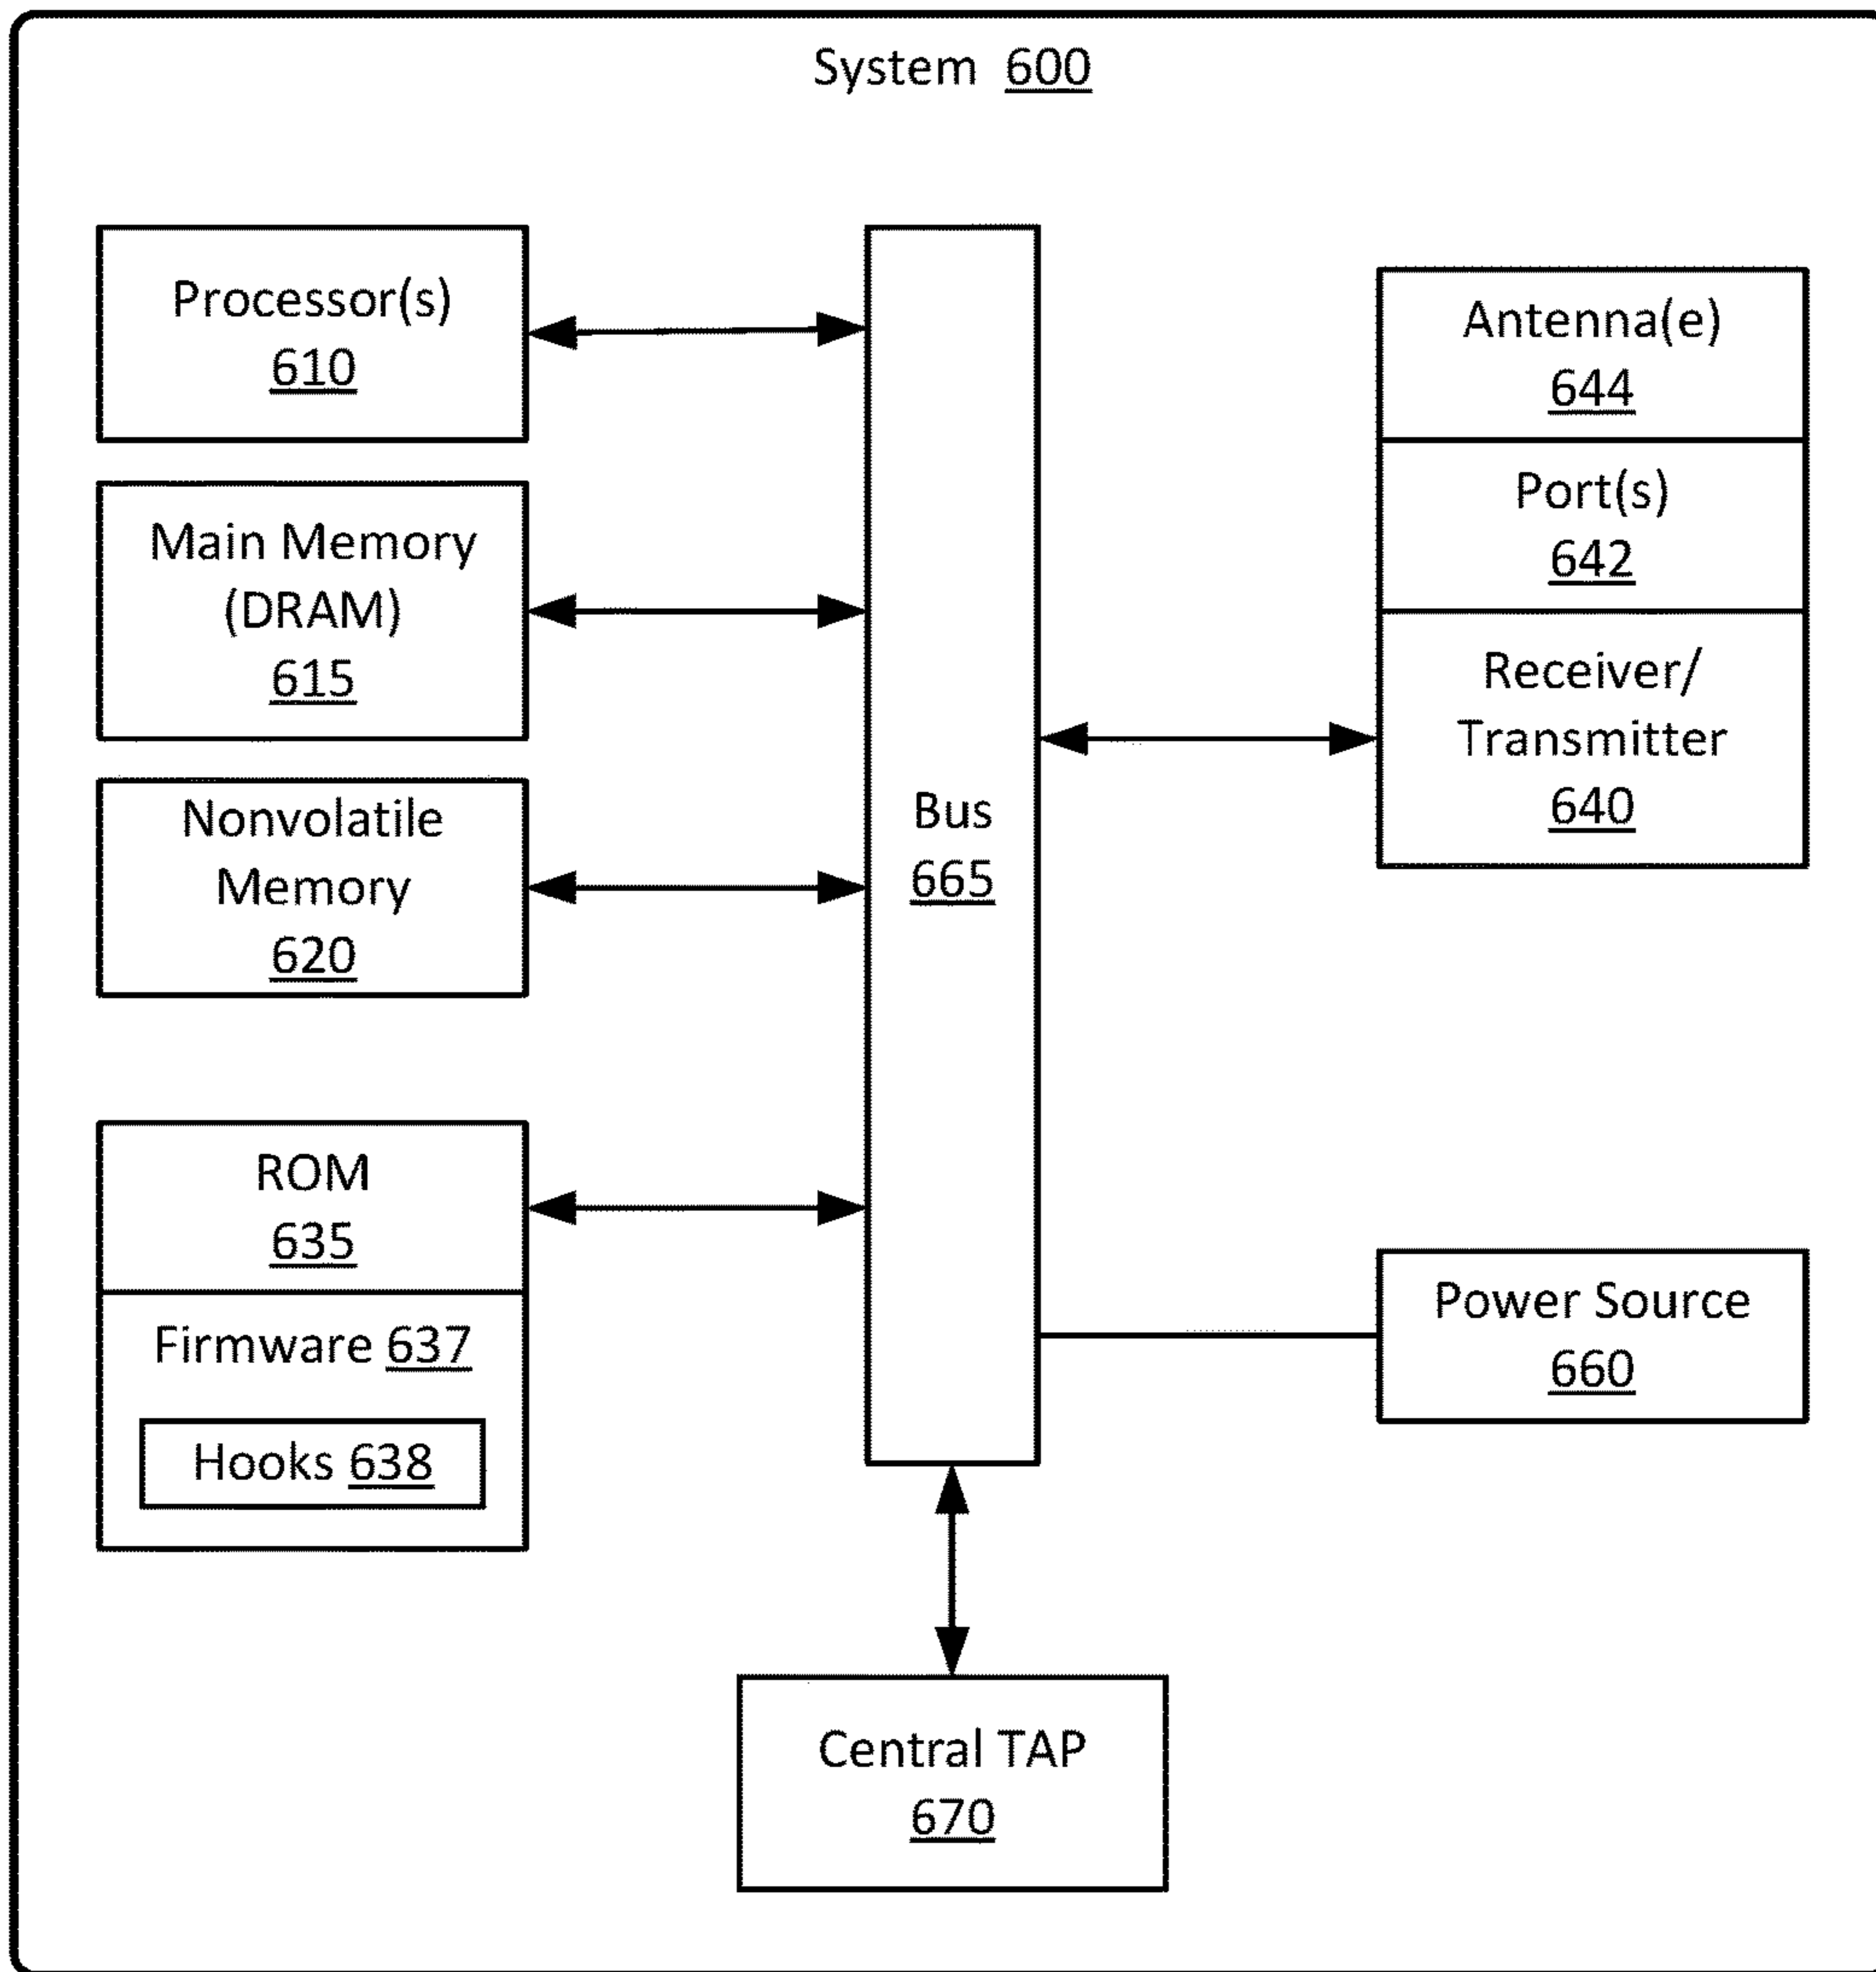 System 600
Processor(s)
610
Main Memory
(DRAM)
615
Nonvolatile
Memory
620
ROM
635
Firmware 637
Hooks 638
Bus
665
Antenna(e)
644
Port(s)
642
Receiver/
Transmitter
640
Power Source
660
Central TAP
670